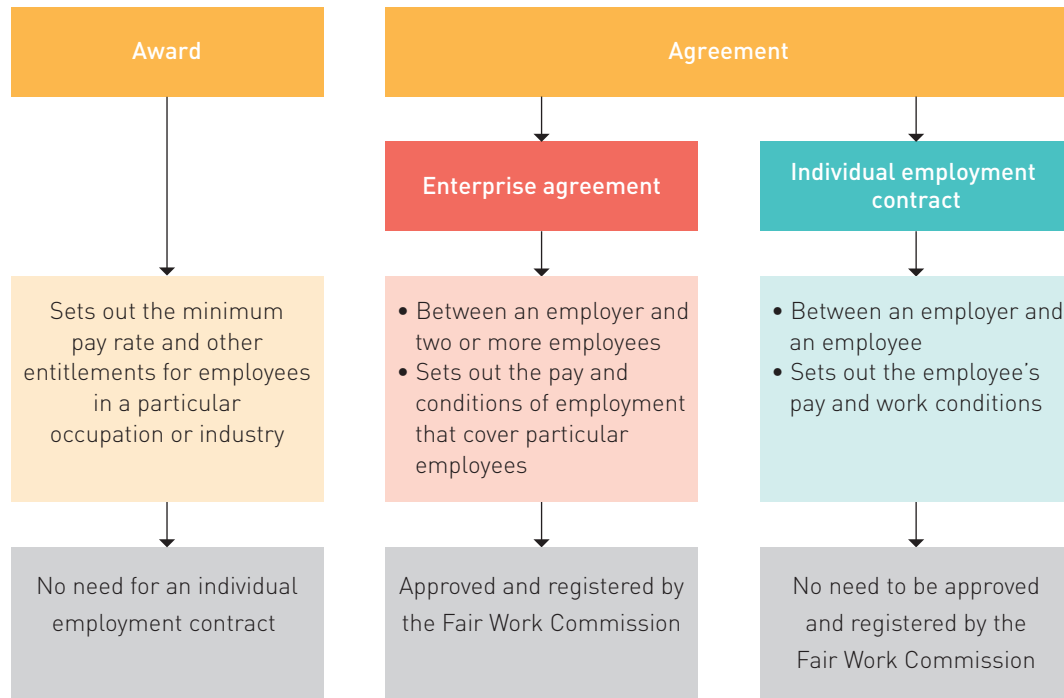 Award
Agreement
Enterprise agreement
Individual employment
contract
Sets out the minimum
pay rate and other
entitlements for employees
in a particular
occupation or industry
• Between an employer and
two or more employees
• Sets out the pay and
conditions of employment
that cover particular
employees
• Between an employer and
an employee
• Sets out the employee’s
pay and work conditions
No need for an individual
employment contract
Approved and registered by
the Fair Work Commission
No need to be approved
and registered by the
Fair Work Commission